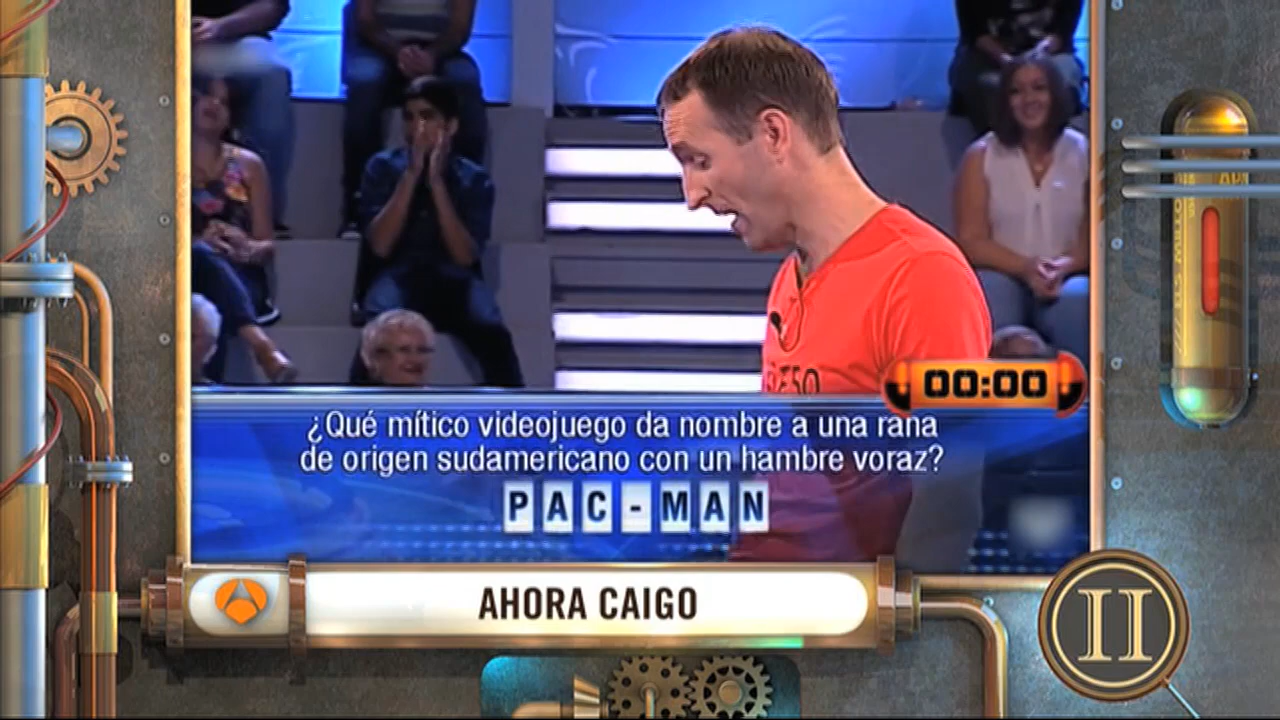 00:00
¿Qué mítico videojuego da nombre a una rana
de origen sudamericano con un hambre voraz?
PAC-MAN
AHORA CAIGO
II